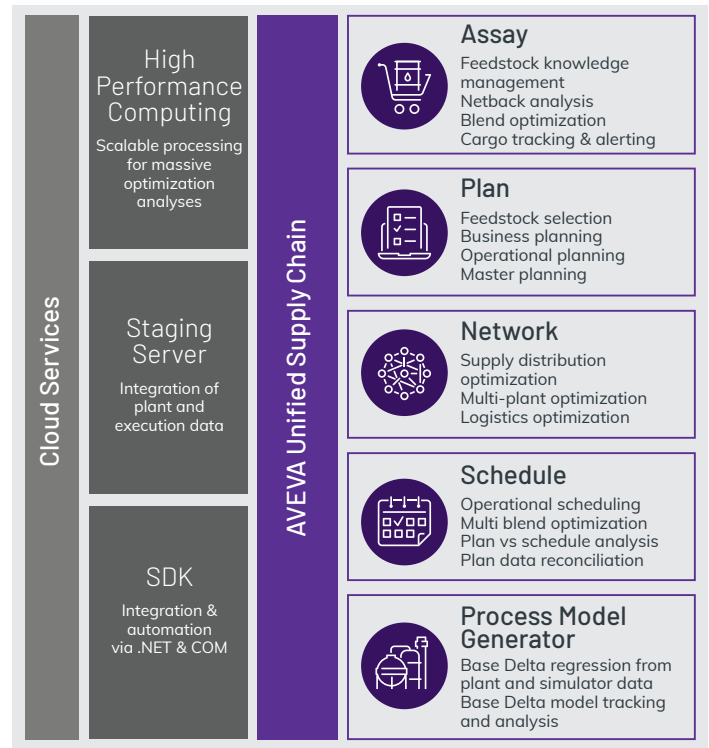 Cloud Services
High
Performance
Computing
Scalable processing
for massive
optimization
analyses
Staging
Server
Integration of
plant and
execution data
SDK
Integration &
automation
via .NET & COM
AVEVA Unified Supply Chain
Assay
Feedstock knowledge
management
Netback analysis
Blend optimization
Cargo tracking & alerting
Plan
Feedstock selection
Business planning
Operational planning
Master planning
Network
Supply distribution
optimization
Multi-plant optimization
Logistics optimization
Schedule
Operational scheduling
Multi blend optimization
Plan vs schedule analysis
Plan data reconciliation
Process Model
Generator
Base Delta regression from
plant and simulator data
Base Delta model tracking
and analysis